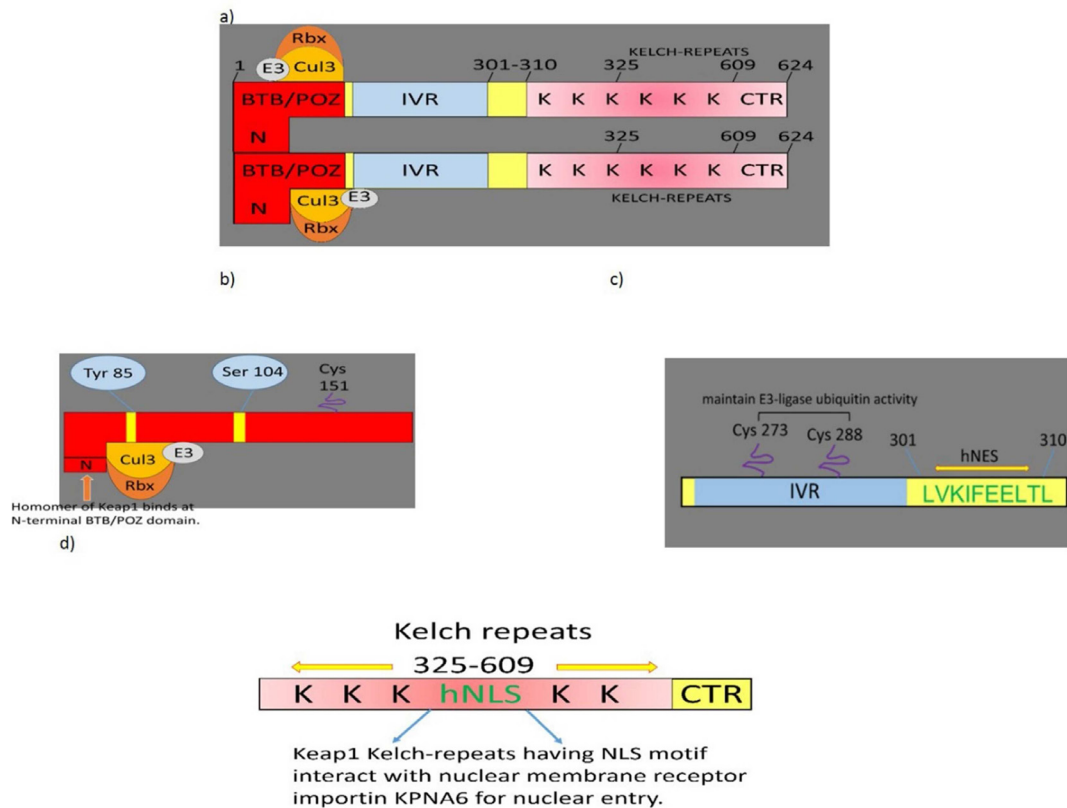 a)
Rbx
E3 Cul3
1 301-310 KELCH-REPEATS 325 609 624
BTB/POZ IVR K K K K K K CTR
N
325 609 624
BTB/POZ IVR K K K K K K CTR
N Cul3 E3
KELCH-REPEATS
Rbx
b) c)
Tyr 85 Ser 104 Cys
151
N Cul3 E3
Rbx
Homomer of Keap1 binds at
N-terminal BTB/POZ domain.
maintain E3-ligase ubiquitin activity
Cys 273 Cys 288 301 310
hNES
IVR LVKIFEELTL
d)
Kelch repeats
325-609
K K K hNLS K K CTR
Keap1 Kelch-repeats having NLS motif
interact with nuclear membrane receptor
importin KPNA6 for nuclear entry.